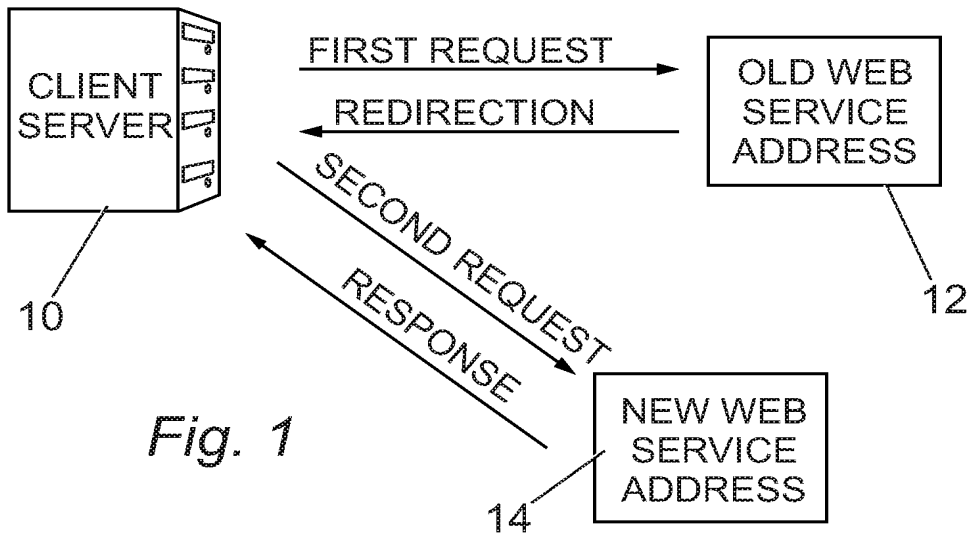 CLIENT
SERVER
FIRST REQUEST
REDIRECTION
OLD WEB
SERVICE
ADDRESS
SECOND REQUEST
RESPONSE
10
12
NEW WEB
SERVICE
ADDRESS
14
Fig. 1